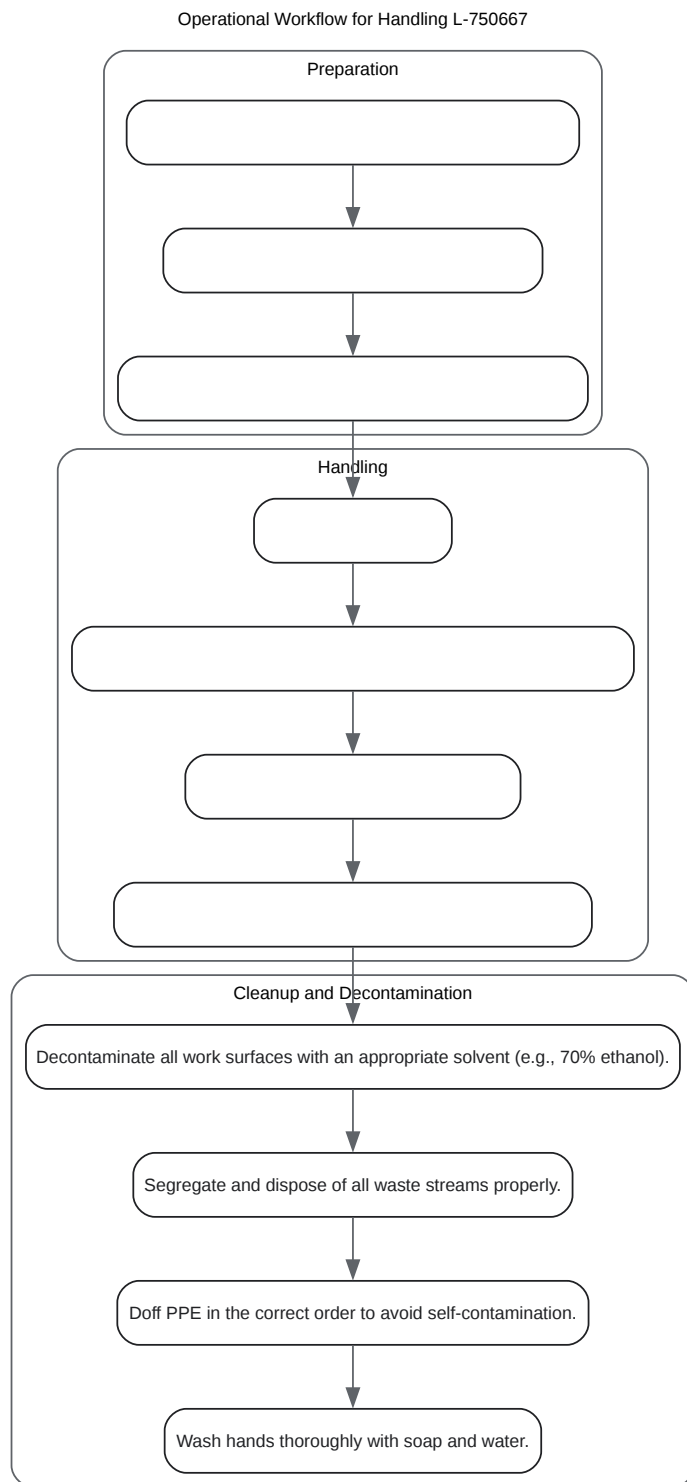 Operational Workflow for Handling L-750667
Preparation
Handling
Cleanup and Decontamination
Decontaminate all work surfaces with an appropriate solvent (e.g., 70% ethanol).
Segregate and dispose of all waste streams properly.
Doff PPE in the correct order to avoid self-contamination.
Wash hands thoroughly with soap and water.